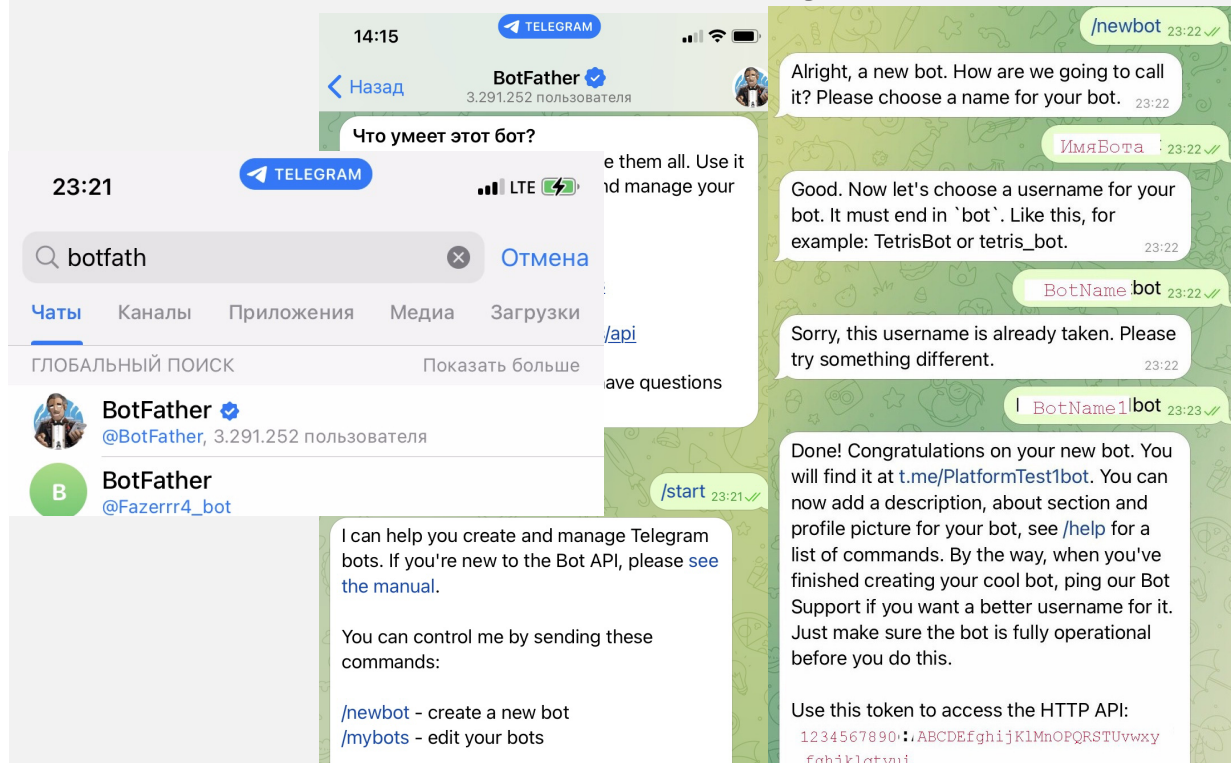 14:15
TELEGRAM
Назад
BotFather
3.291.252 пользователя
Что умеет этот бот?
e them all. Use it
nd manage your
/api
ave questions
/start 23:21
I can help you create and manage Telegram
bots. If you're new to the Bot API, please see
the manual.
You can control me by sending these
commands:
/newbot - create a new bot
/mybots - edit your bots
23:21
TELEGRAM
LTE
botfath
Отмена
Чаты Каналы Приложения Медиа Загрузки
ГЛОБАЛЬНЫЙ ПОИСК Показать больше
BotFather
@BotFather, 3.291.252 пользователя
B
BotFather
@Fazerrr4_bot
/newbot 23:22
Alright, a new bot. How are we going to call
it? Please choose a name for your bot. 23:22
ИмяБота 23:22
Good. Now let's choose a username for your
bot. It must end in `bot`. Like this, for
example: TetrisBot or tetris_bot. 23:22
BotName bot 23:22
Sorry, this username is already taken. Please
try something different. 23:22
BotName1 bot 23:23
Done! Congratulations on your new bot. You
will find it at t.me/PlatformTest1bot. You can
now add a description, about section and
profile picture for your bot, see /help for a
list of commands. By the way, when you've
finished creating your cool bot, ping our Bot
Support if you want a better username for it.
Just make sure the bot is fully operational
before you do this.
Use this token to access the HTTP API:
1234567890:ABCDEfghijKlMnOPQRSTUvwxy